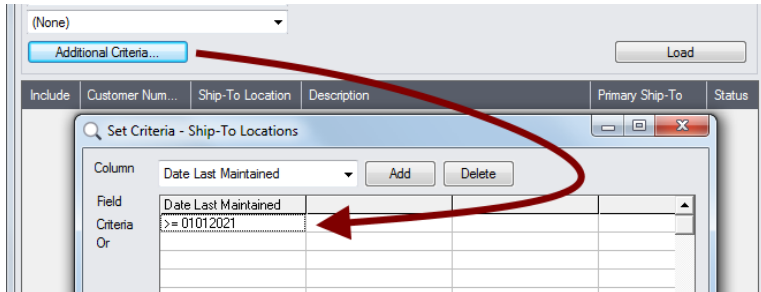 (None)
Additional Criteria... Load
Include Customer Num... Ship-To Location Description Primary Ship-To Status
Set Criteria - Ship-To Locations
Column Date Last Maintained Add Delete
Field Date Last Maintained
Criteria >= 01012021
Or